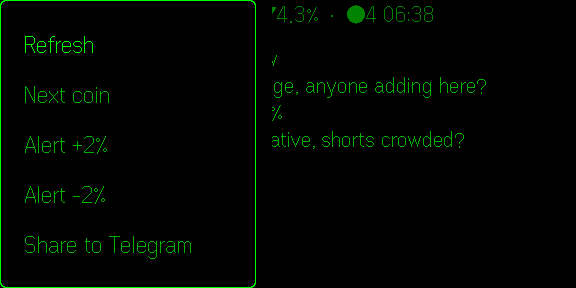 Refresh
Next coin
Alert +2%
Alert -2%
Share to Telegram
4.3% · 4 06:38
ge, anyone adding here?
%
ative, shorts crowded?